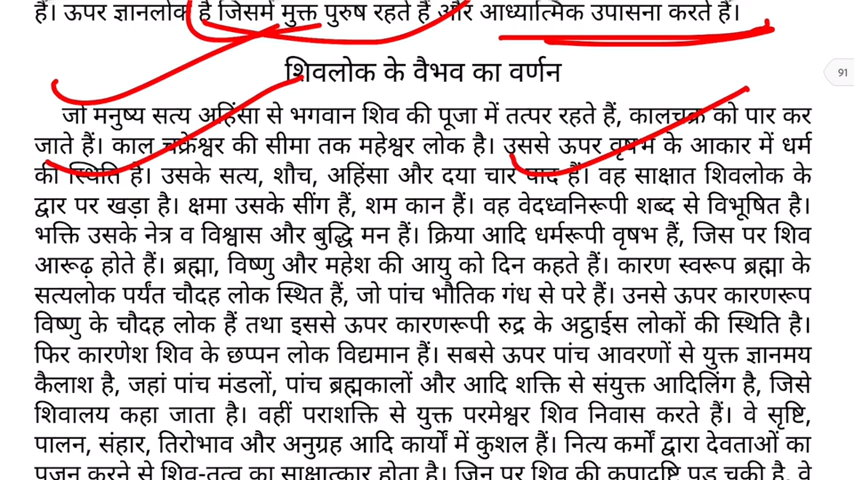 हैं। ऊपर ज्ञानलोक है जिसमें मुक्त पुरुष रहते हैं और आध्यात्मिक उपासना करते हैं।
शिवलोक के वैभव का वर्णन
91
जो मनुष्य सत्य अहिंसा से भगवान शिव की पूजा में तत्पर रहते हैं, कालचक्र को पार कर
जाते हैं। काल चक्रेश्वर की सीमा तक महेश्वर लोक है। उससे ऊपर वृषभ के आकार में धर्म
की स्थिति है। उसके सत्य, शौच, अहिंसा और दया चार पाद हैं। वह साक्षात शिवलोक के
द्वार पर खड़ा है। क्षमा उसके सींग हैं, शम कान हैं। वह वेदध्वनिरूपी शब्द से विभूषित है।
भक्ति उसके नेत्र व विश्वास और बुद्धि मन हैं। क्रिया आदि धर्मरूपी वृषभ हैं, जिस पर शिव
आरूढ़ होते हैं। ब्रह्मा, विष्णु और महेश की आयु को दिन कहते हैं। कारण स्वरूप ब्रह्मा के
सत्यलोक पर्यंत चौदह लोक स्थित हैं, जो पांच भौतिक गंध से परे हैं। उनसे ऊपर कारणरूप
विष्णु के चौदह लोक हैं तथा इससे ऊपर कारणरूपी रुद्र के अट्ठाईस लोकों की स्थिति है।
फिर कारणेश शिव के छप्पन लोक विद्यमान हैं। सबसे ऊपर पांच आवरणों से युक्त ज्ञानमय
कैलाश है, जहां पांच मंडलों, पांच ब्रह्मकालों और आदि शक्ति से संयुक्त आदिलिंग है, जिसे
शिवालय कहा जाता है। वहीं पराशक्ति से युक्त परमेश्वर शिव निवास करते हैं। वे सृष्टि,
पालन, संहार, तिरोभाव और अनुग्रह आदि कार्यों में कुशल हैं। नित्य कर्मों द्वारा देवताओं का
पूजन करने से शिव-तत्व का साक्षात्कार होता है। जिन पर शिव की कृपादृष्टि पड़ चुकी है, वे